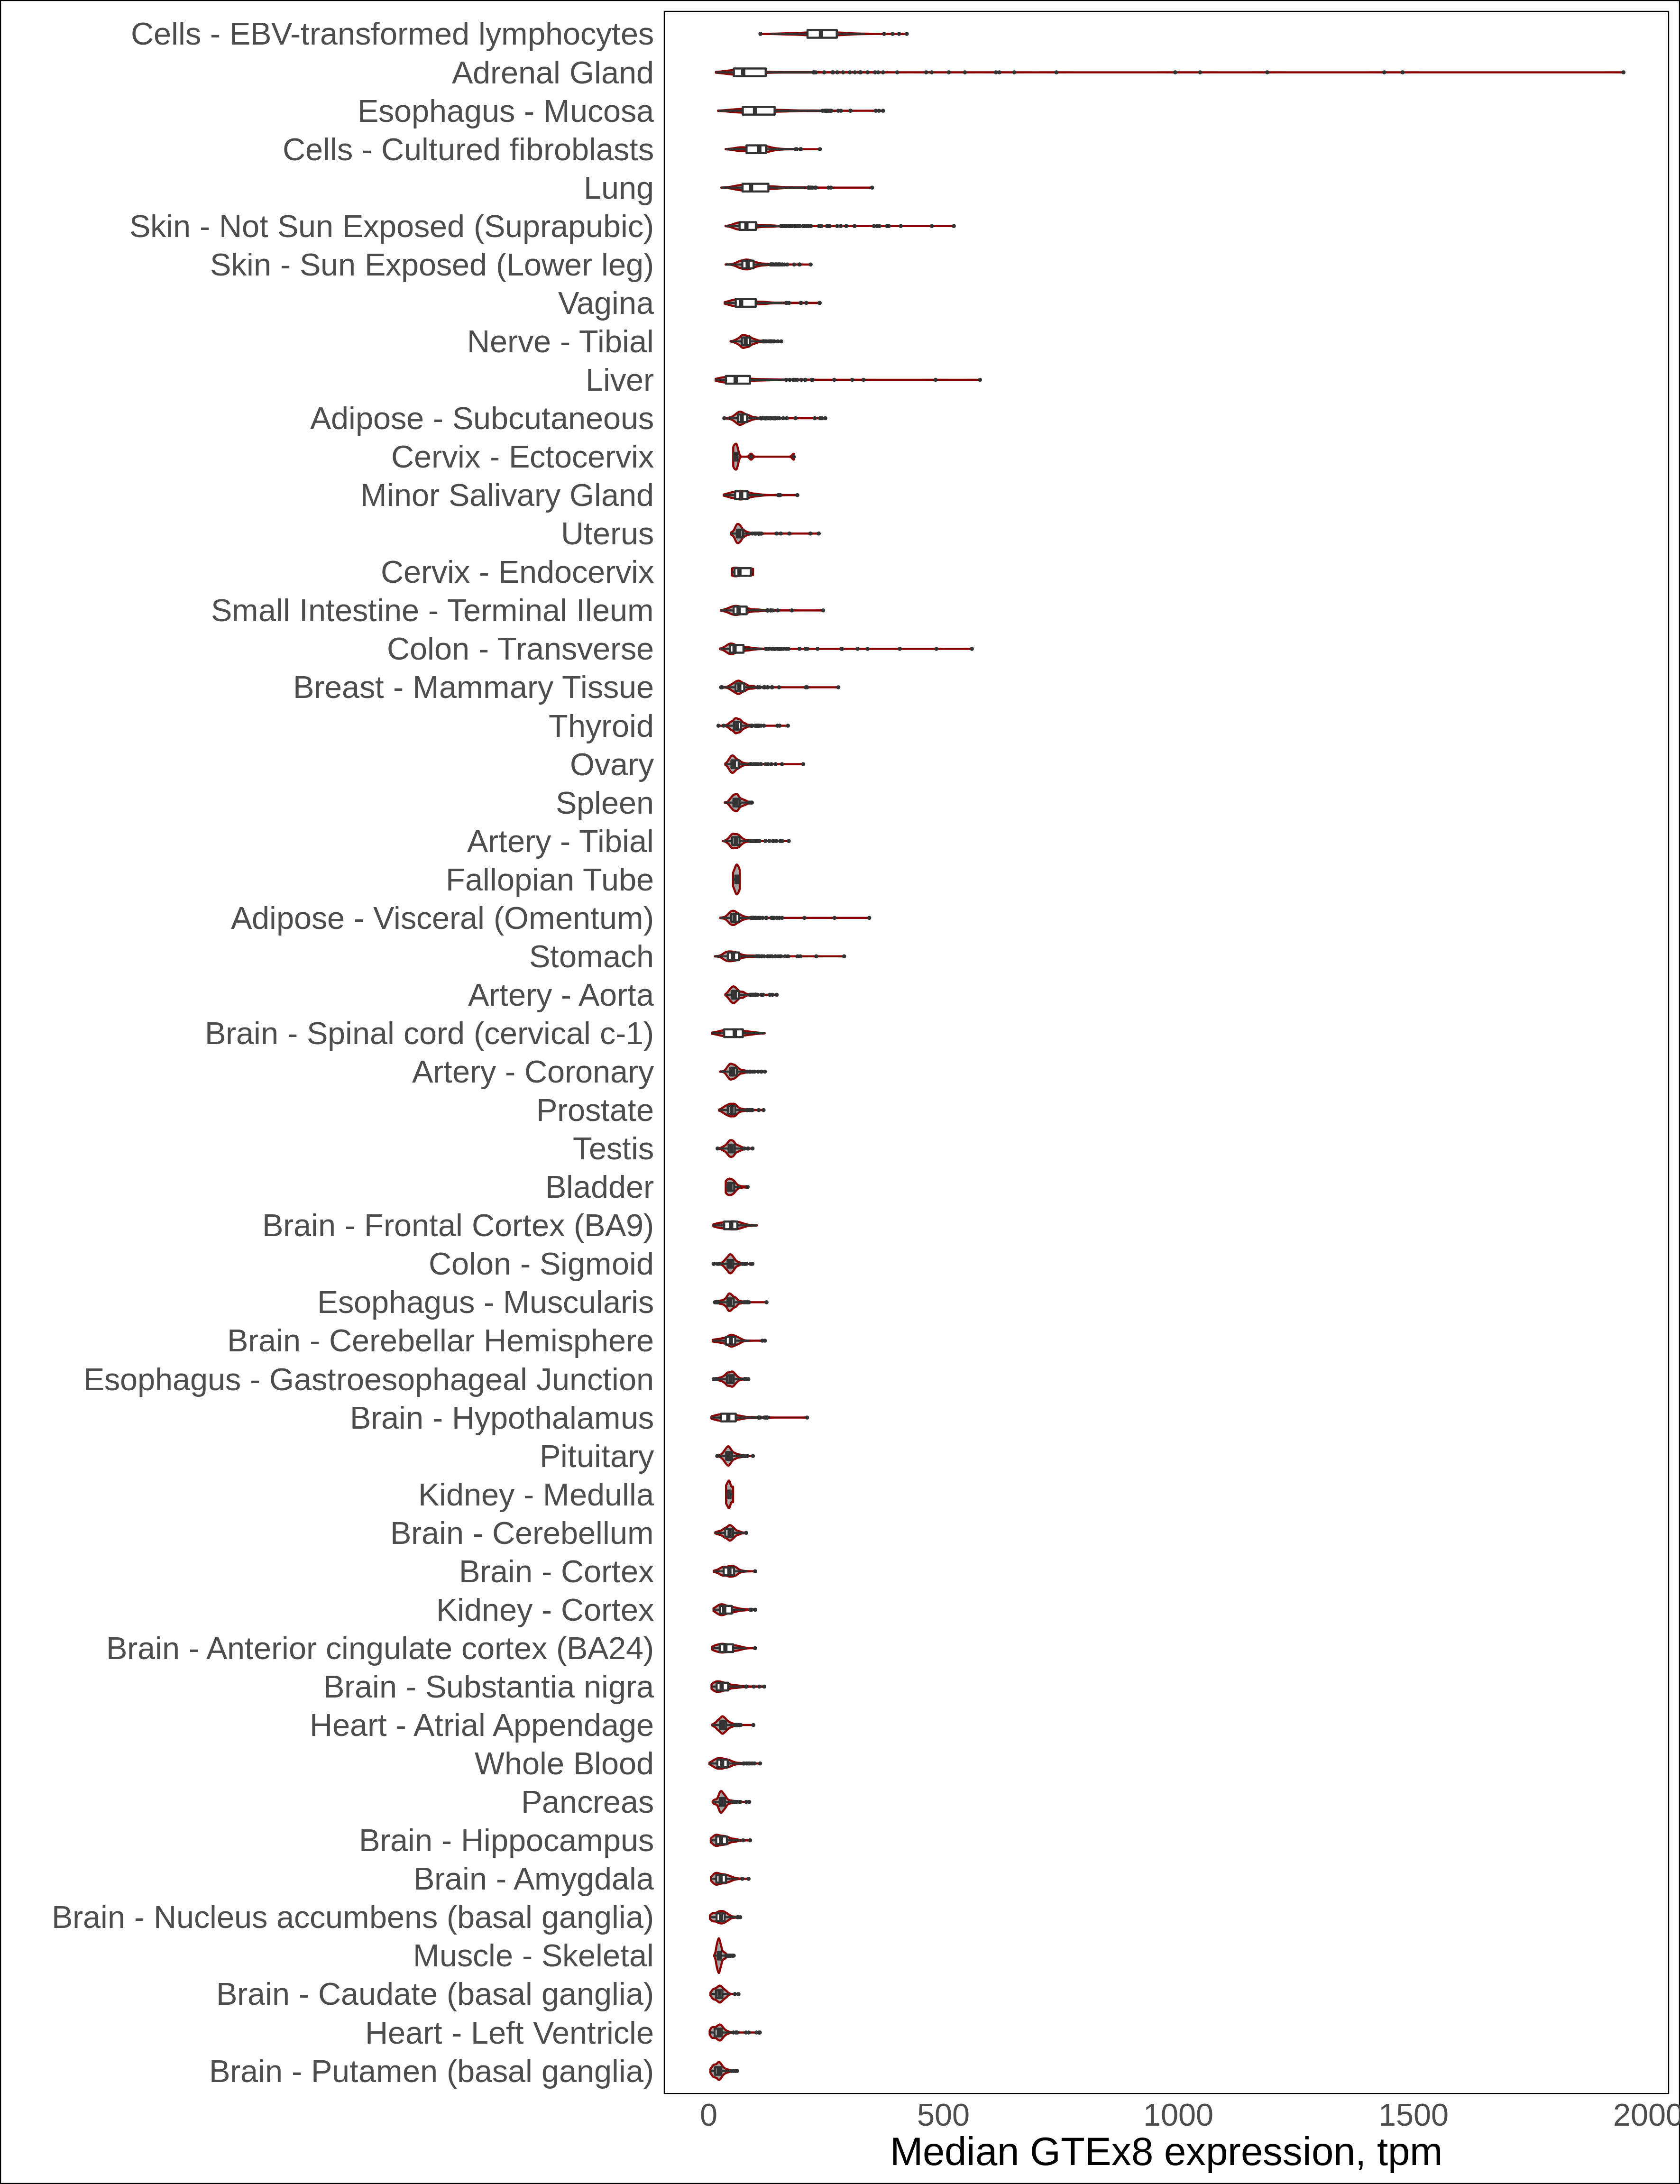 Cells - EBV-transformed lymphocytes
Adrenal Gland
Esophagus - Mucosa
Cells - Cultured fibroblasts
Lung
Skin - Not Sun Exposed (Suprapubic)
Skin - Sun Exposed (Lower leg)
Vagina
Nerve - Tibial
Liver
Adipose - Subcutaneous
Cervix - Ectocervix
Minor Salivary Gland
Uterus
Cervix - Endocervix
Small Intestine - Terminal Ileum
Colon - Transverse
Breast - Mammary Tissue
Thyroid
Ovary
Spleen
Artery - Tibial
Fallopian Tube
Adipose - Visceral (Omentum)
Stomach
Artery - Aorta
Brain - Spinal cord (cervical c-1)
Artery - Coronary
Prostate
Testis
Bladder
Brain - Frontal Cortex (BA9)
Colon - Sigmoid
Esophagus - Muscularis
Brain - Cerebellar Hemisphere
Esophagus - Gastroesophageal Junction
Brain - Hypothalamus
Pituitary
Kidney - Medulla
Brain - Cerebellum
Brain - Cortex
Kidney - Cortex
Brain - Anterior cingulate cortex (BA24)
Brain - Substantia nigra
Heart - Atrial Appendage
Whole Blood
Pancreas
Brain - Hippocampus
Brain - Amygdala
Brain - Nucleus accumbens (basal ganglia)
Muscle - Skeletal
Brain - Caudate (basal ganglia)
Heart - Left Ventricle
Brain - Putamen (basal ganglia)
0 500 1000 1500 2000
Median GTEx8 expression, tpm